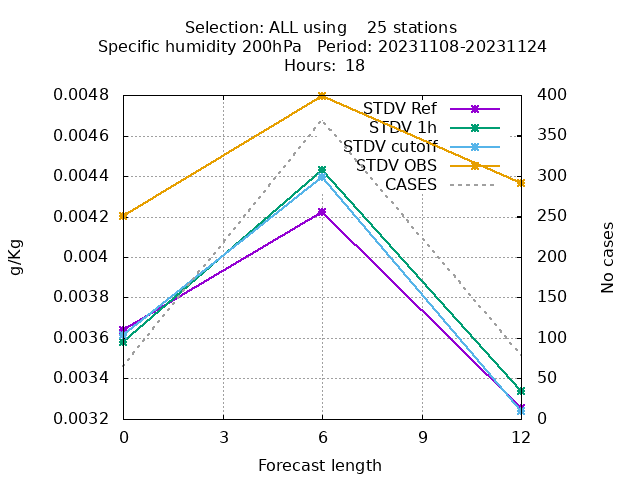 Selection: ALL using    25 stations
Specific humidity 200hPa   Period: 20231108-20231124
Hours:  18
STDV Ref
STDV 1h
STDV cutoff
STDV OBS
CASES
0.0048
0.0046
0.0044
0.0042
0.004
0.0038
0.0036
0.0034
0.0032
400
350
300
250
200
150
100
50
0
g/Kg
No cases
0 3 6 9 12
Forecast length